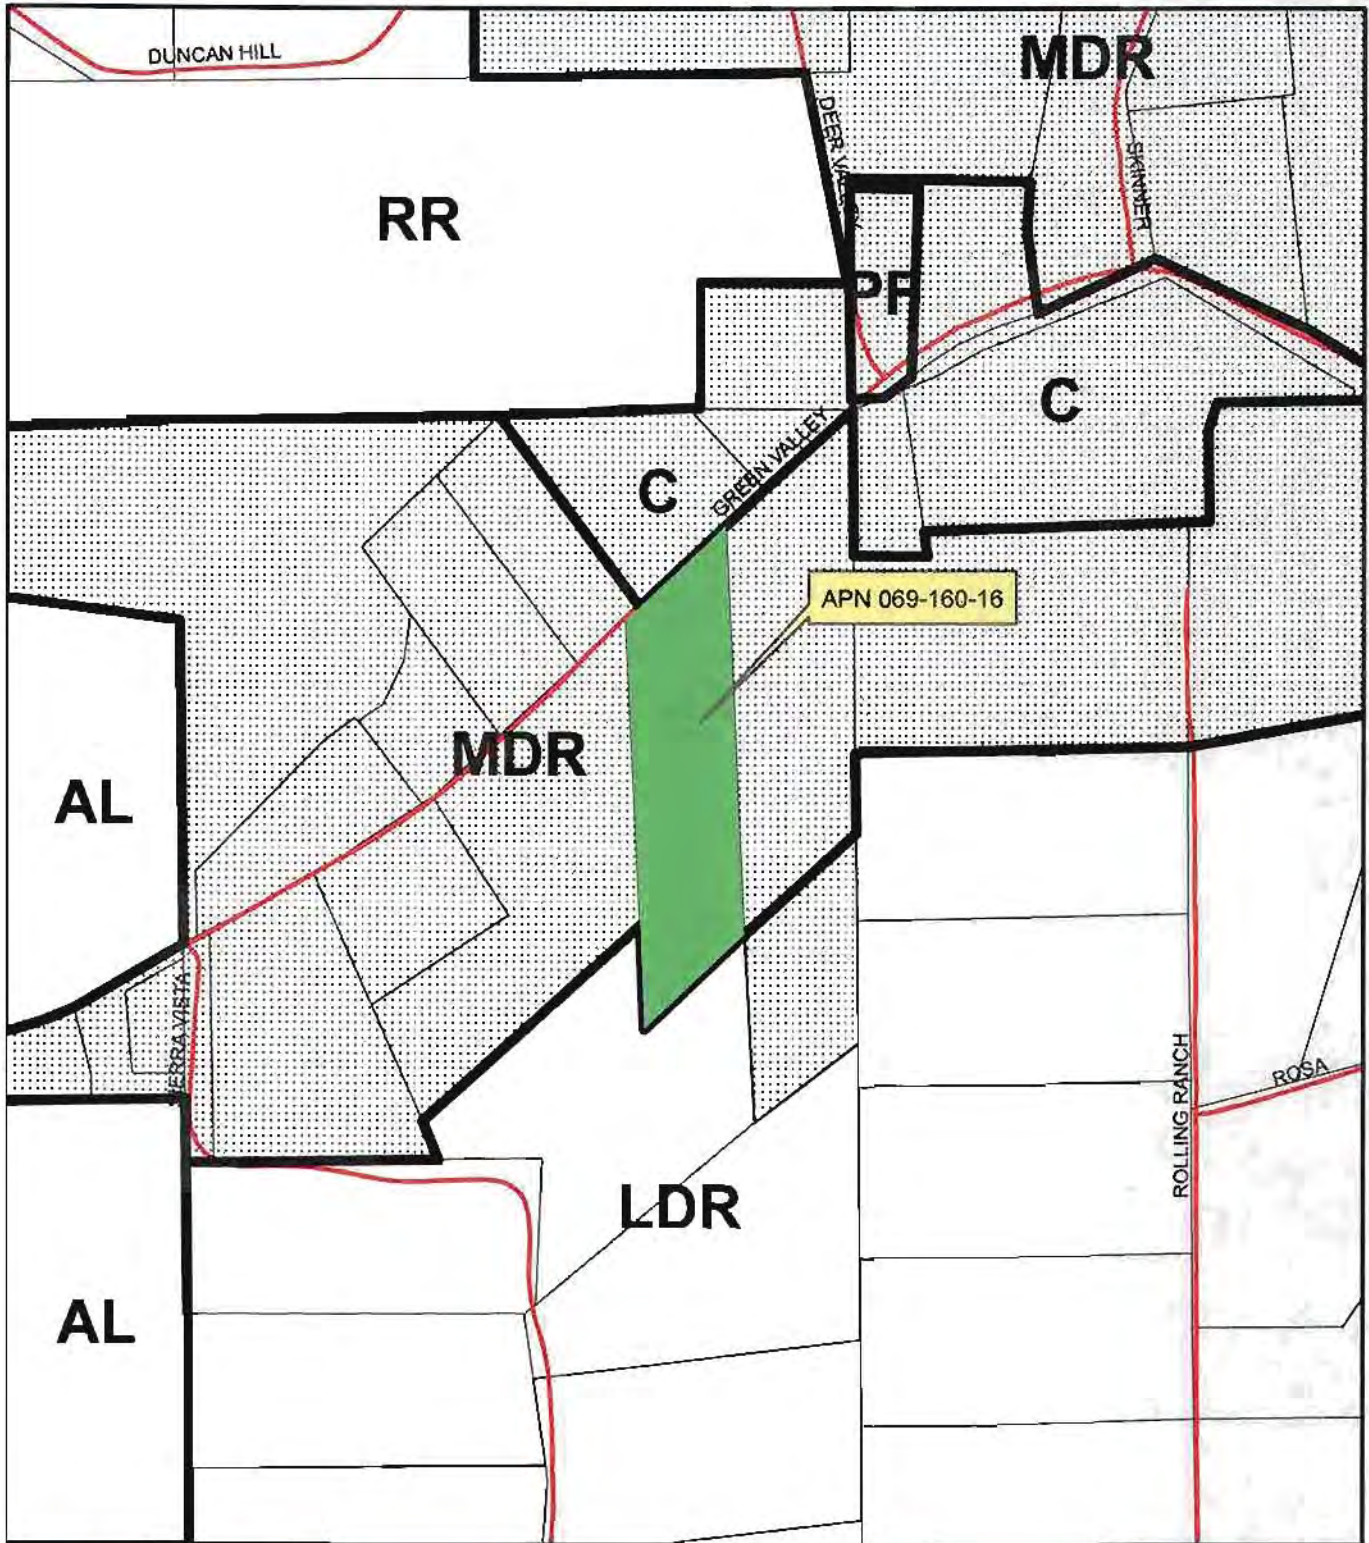 DUNCAN HILL
MDR
DEER VALLEY
SKINNER
RR
PF
C
C
GREEN VALLEY
APN 069-160-16
MDR
AL
SIERRA VISTA
ROLLING RANCH
ROSA
LDR
AL